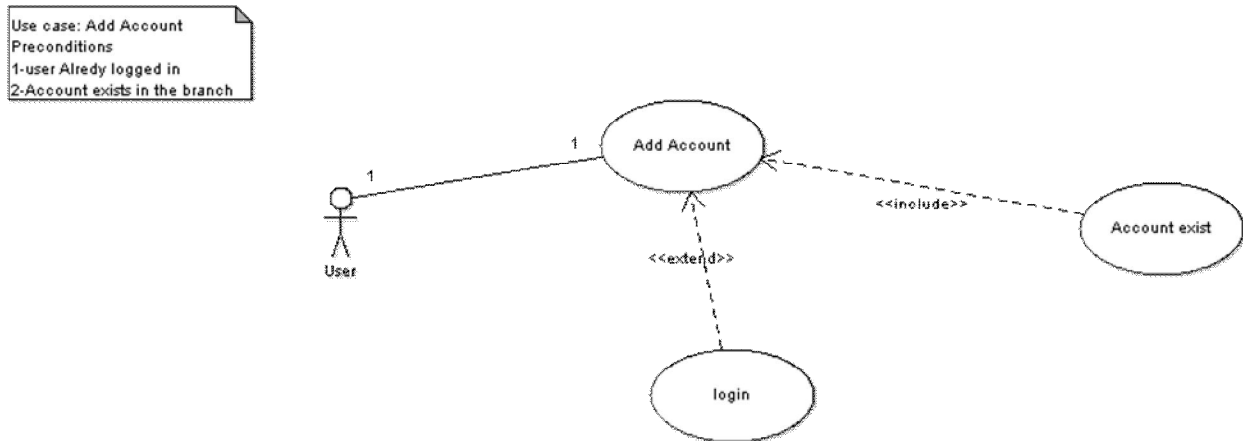 Use case: Add Account
Preconditions
1-user Alredy logged in
2-Account exists in the branch
Add Account
1
1
<<include>>
Account exist
User
<<extend>>
login